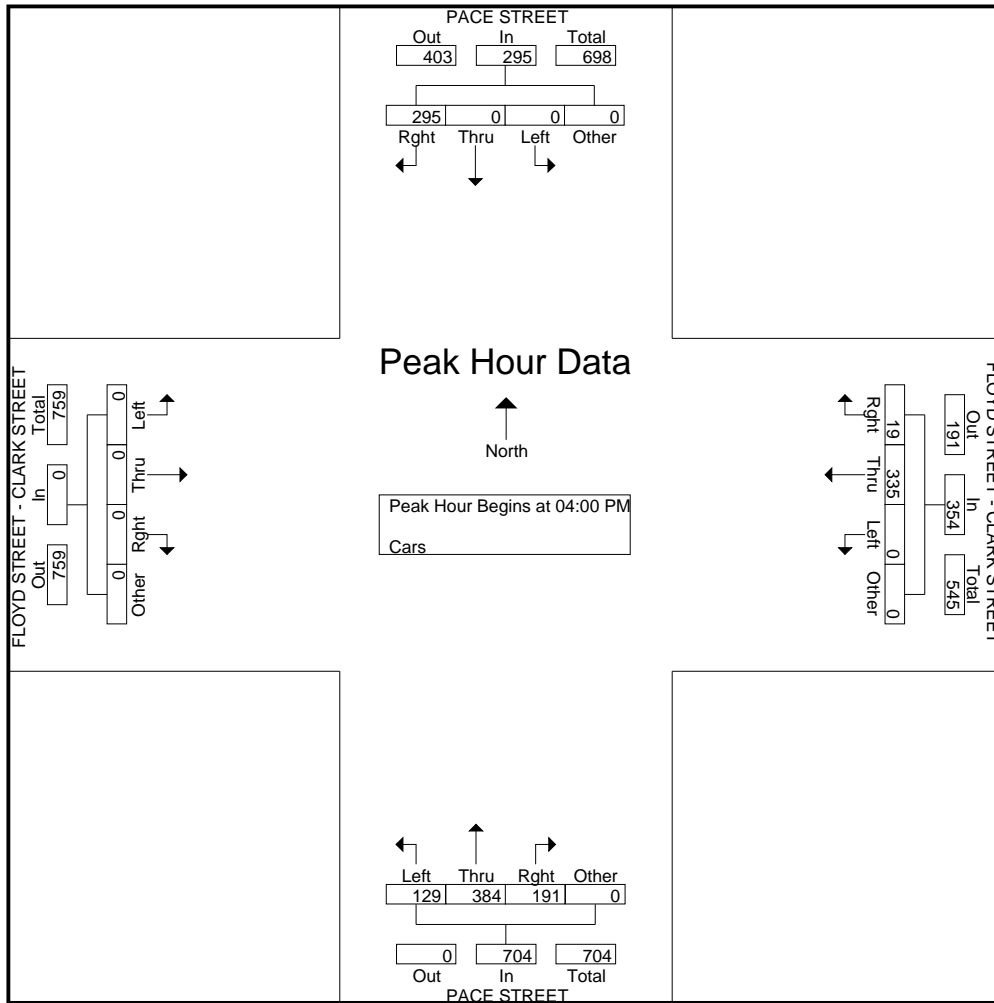 PACE STREET
Out In Total
403 295 698
295 0 0 0
Rght Thru Left Other
Peak Hour Data
North
Peak Hour Begins at 04:00 PM
Cars
FLOYD STREET - CLARK STREET
Total In Out
759 0 759
0 0 0 0
Left Thru Rght Other
FLOYD STREET - CLARK STREET
Out In Total
191 354 545
19 335 0 0
Rght Thru Left Other
Left Thru Rght Other
129 384 191 0
0 704 704
Out In Total
PACE STREET